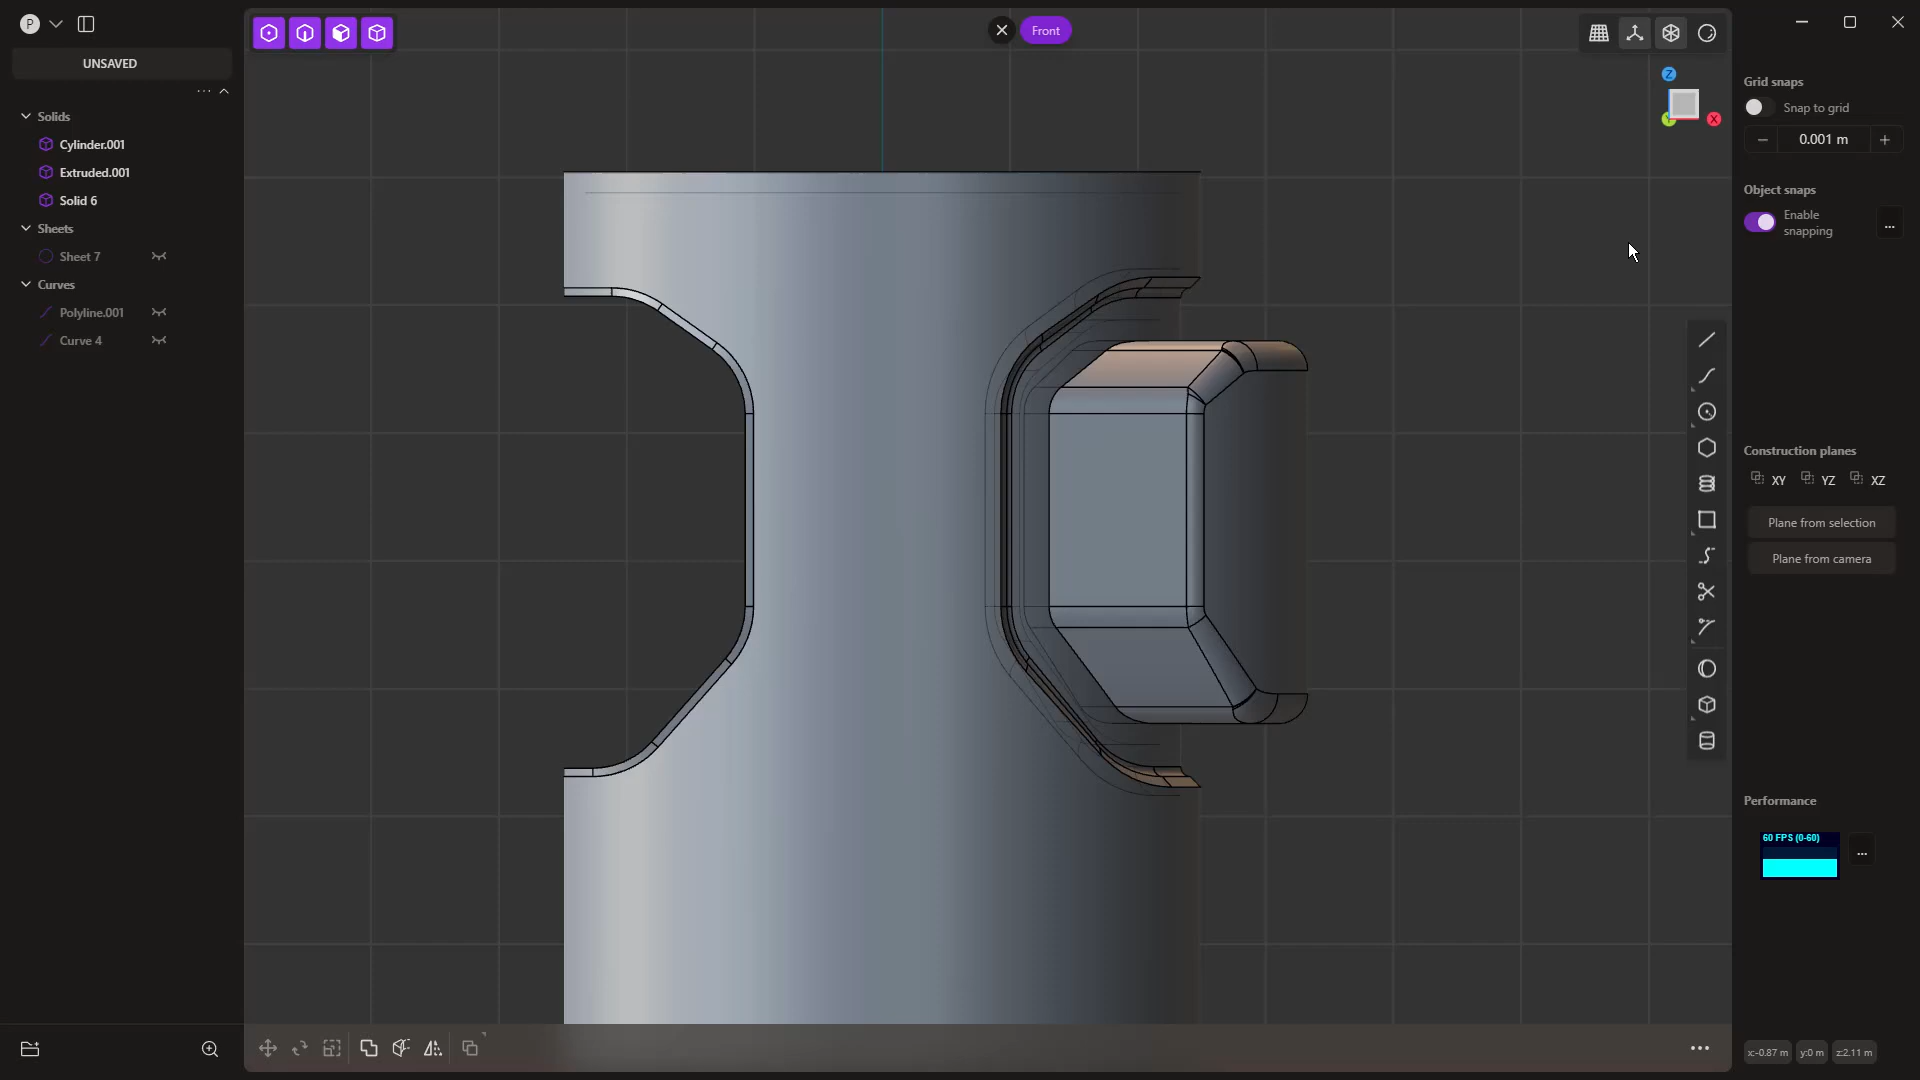 P
UNSAVED
...
Solids
Cylinder.001
Extruded.001
Solid 6
Sheets
Sheet 7
Curves
Polyline.001
Curve 4
Front
Z
Y
X
Grid snaps
Snap to grid
0.001 m
Object snaps
Enable
snapping
...
Construction planes
XY
YZ
XZ
Plane from selection
Plane from camera
Performance
60 FPS (0-60)
...
x:-0.87 m
y:0 m
z:2.11 m